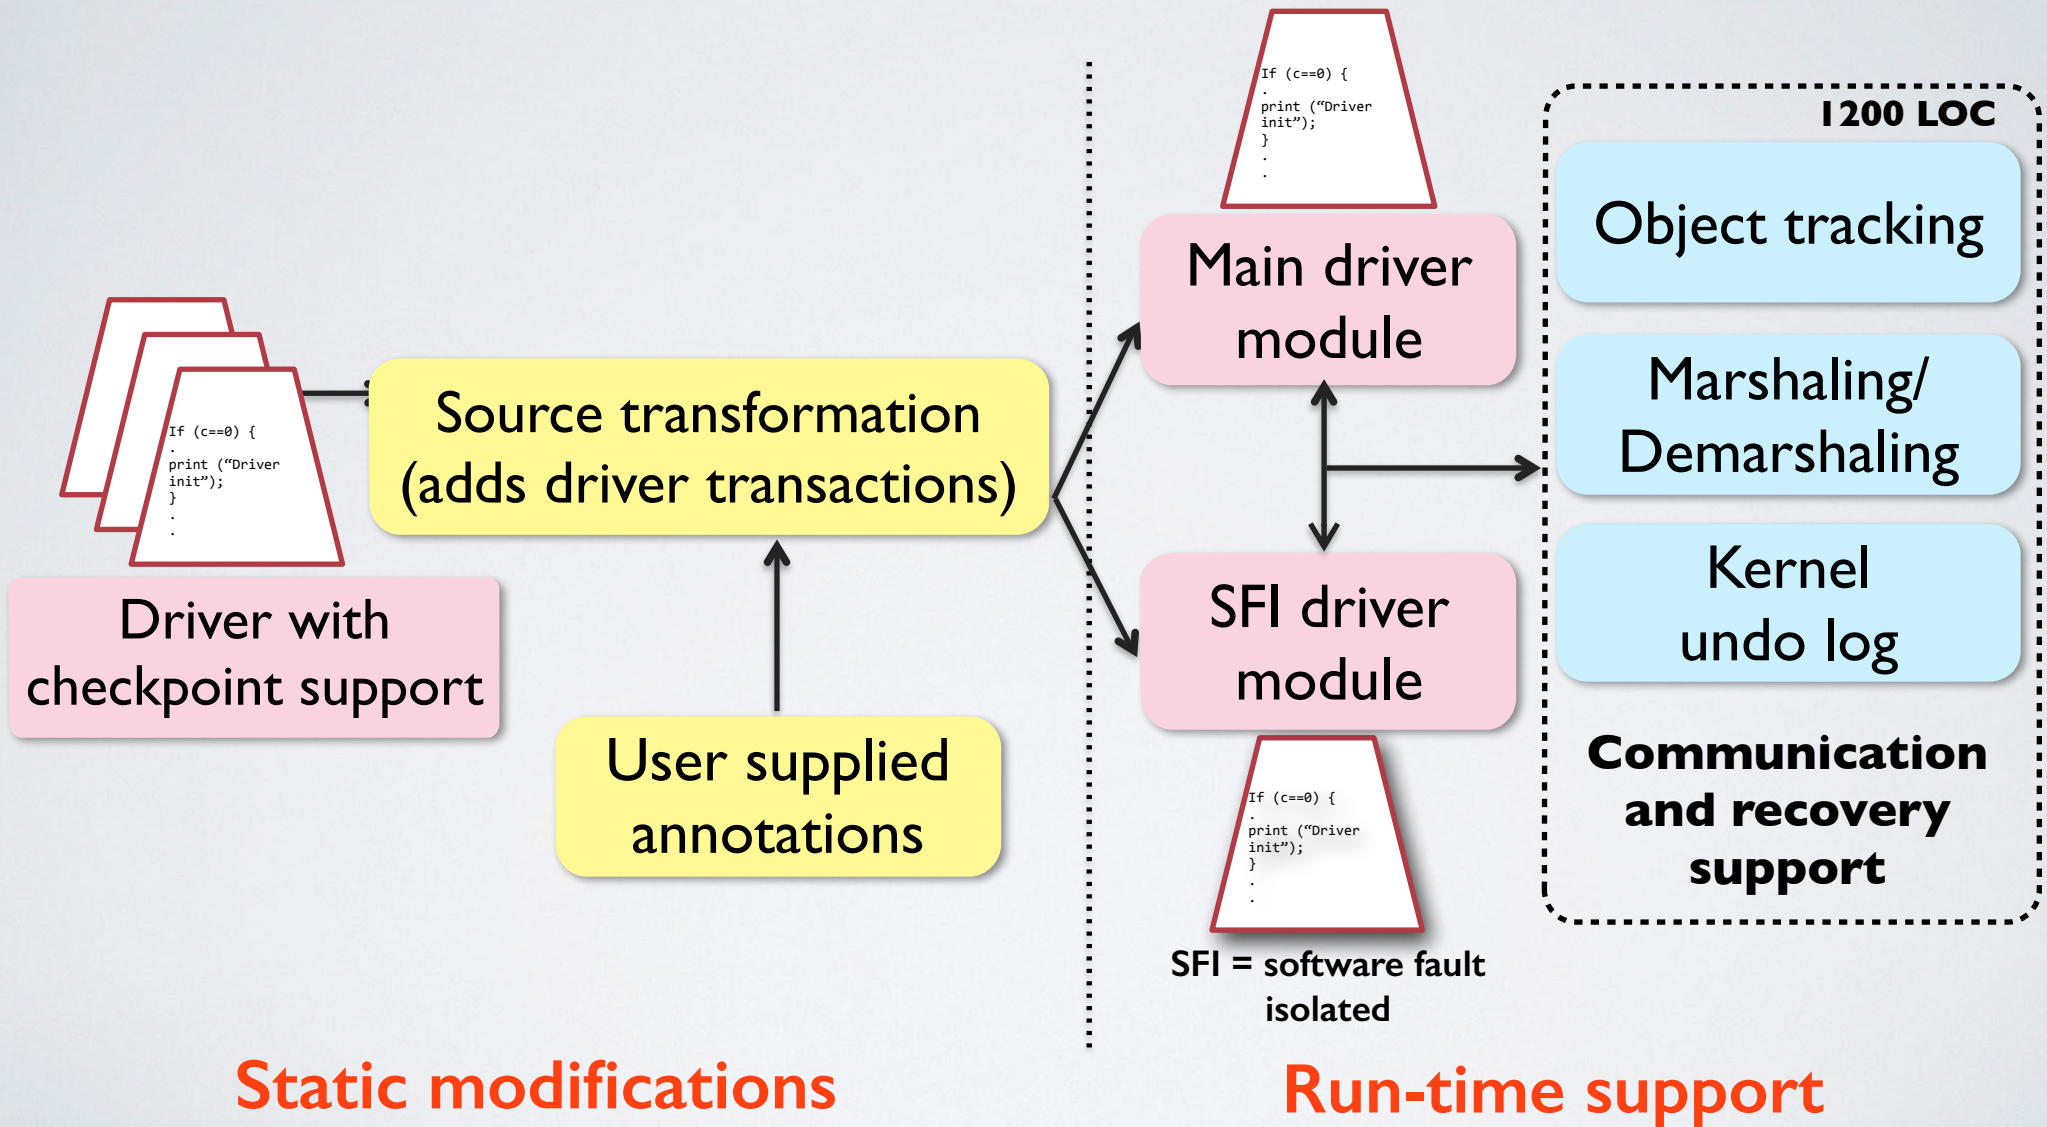 If (c==0) {
.
print (“Driver
init”);
}
.
.
Driver with
checkpoint support
Source transformation
(adds driver transactions)
User supplied
annotations
Static modifications
If (c==0) {
.
print (“Driver
init”);
}
.
.
Main driver
module
SFI driver
module
If (c==0) {
.
print (“Driver
init”);
}
.
.
SFI = software fault
isolated
1200 LOC
Object tracking
Marshaling/
Demarshaling
Kernel
undo log
Communication
and recovery
support
Run-time support